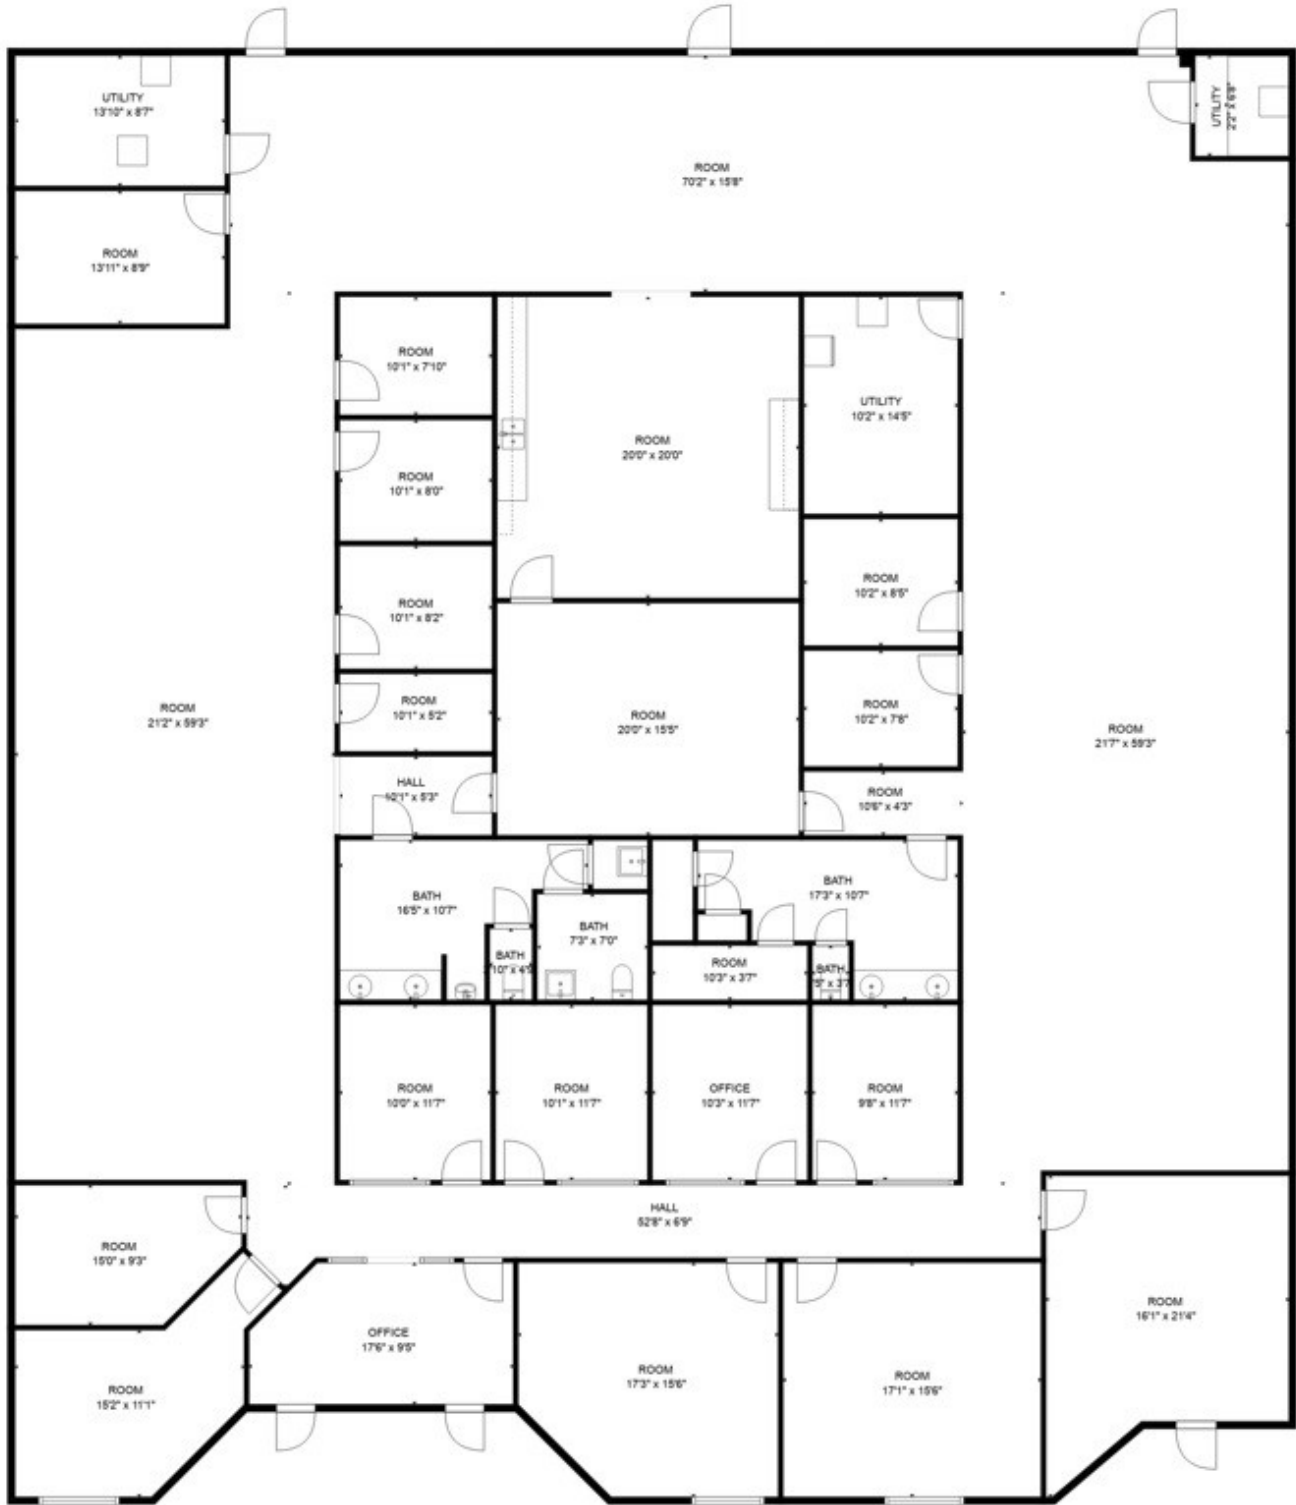 UTILITY
13'10" x 8'7"
UTILITY
2'2" x 6'8"
ROOM
70'2" x 15'8"
ROOM
13'11" x 8'9"
ROOM
10'1" x 7'10"
UTILITY
10'2" x 14'5"
ROOM
20'0" x 20'0"
ROOM
10'1" x 8'0"
ROOM
10'2" x 8'5"
ROOM
10'1" x 8'2"
ROOM
10'1" x 5'2"
ROOM
10'2" x 7'8"
ROOM
21'2" x 59'3"
ROOM
20'0" x 15'5"
ROOM
21'7" x 59'3"
HALL
10'1" x 5'3"
ROOM
10'6" x 4'3"
BATH
16'5" x 10'7"
BATH
17'3" x 10'7"
BATH
7'3" x 7'0"
BATH
ROOM
10'3" x 3'7"
BATH
ROOM
10'0" x 11'7"
ROOM
10'1" x 11'7"
OFFICE
10'3" x 11'7"
ROOM
9'8" x 11'7"
HALL
52'8" x 6'9"
ROOM
15'0" x 9'3"
ROOM
16'1" x 21'4"
OFFICE
17'6" x 9'5"
ROOM
17'3" x 15'6"
ROOM
17'1" x 15'6"
ROOM
15'2" x 11'1"